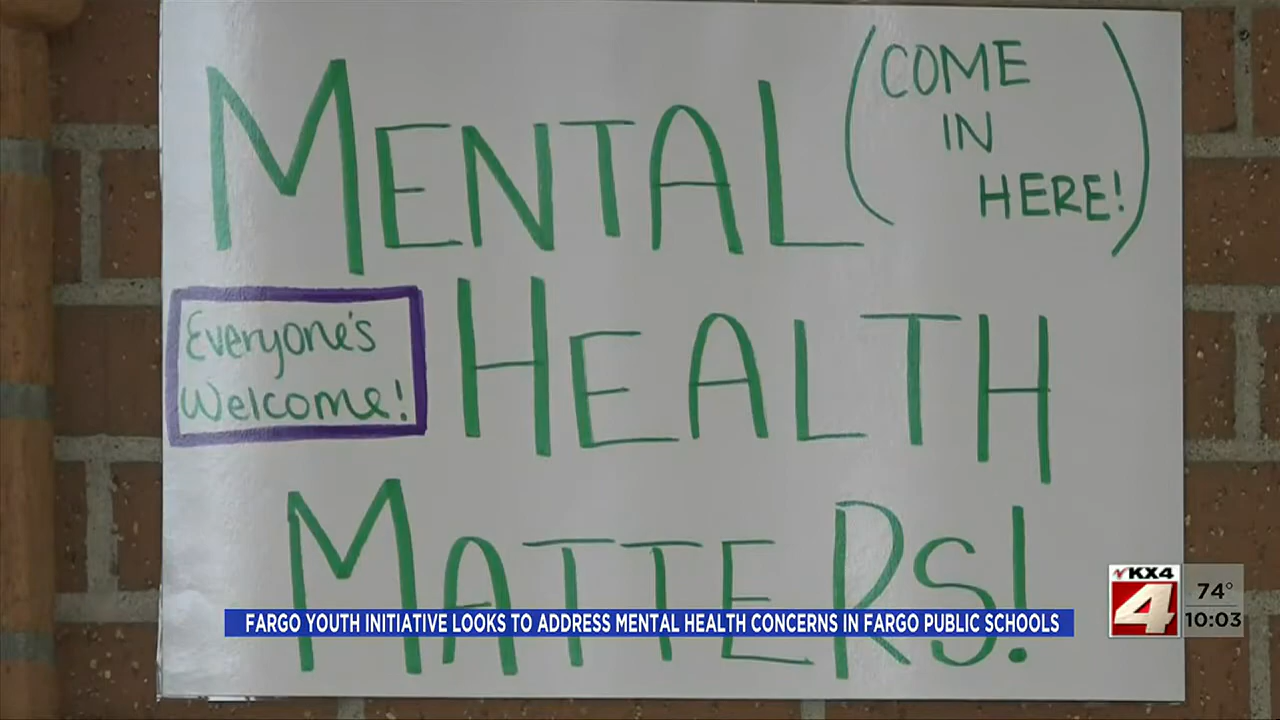 MENTAL
(COME
IN
HERE!)
Everyone's
Welcome!
HEALTH
MATTERS!
FARGO YOUTH INITIATIVE LOOKS TO ADDRESS MENTAL HEALTH CONCERNS IN FARGO PUBLIC SCHOOLS
KX4
4
74°
10:03